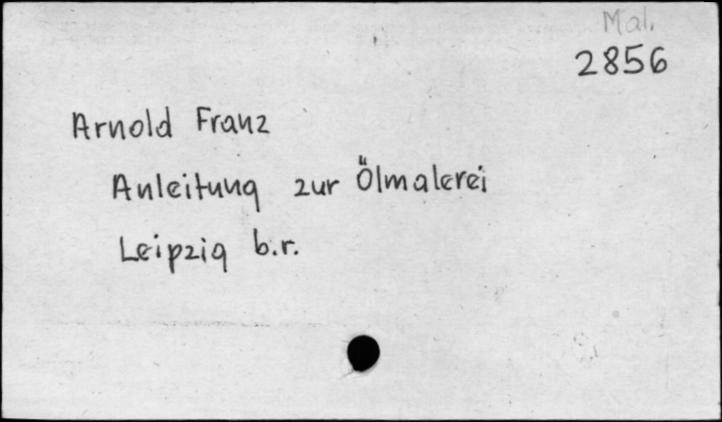 Mal.
2856
Arnold Franz
Anleitung zur Ölmalerei
Leipzig b.r.